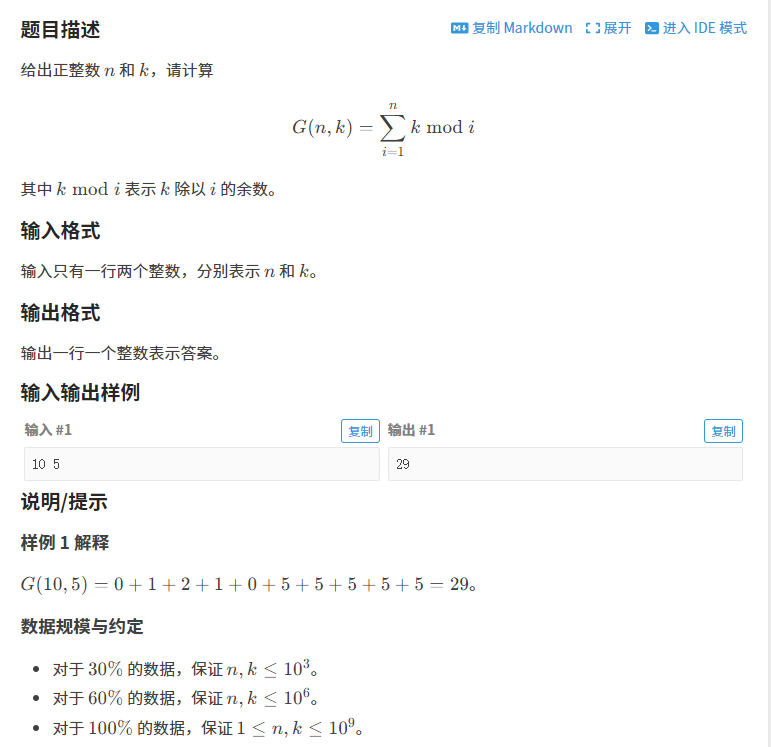 题目描述 复制 Markdown 展开 进入 IDE 模式
给出正整数 n 和 k，请计算
G(n, k) = \sum_{i=1}^{n} k mod i
其中 k mod i 表示 k 除以 i 的余数。
输入格式
输入只有一行两个整数，分别表示 n 和 k。
输出格式
输出一行一个整数表示答案。
输入输出样例
输入 #1 复制 输出 #1 复制
10 5 29
说明/提示
样例 1 解释
G(10, 5) = 0 + 1 + 2 + 1 + 0 + 5 + 5 + 5 + 5 + 5 = 29。
数据规模与约定
• 对于 30% 的数据，保证 n, k ≤ 10^3。
• 对于 60% 的数据，保证 n, k ≤ 10^6。
• 对于 100% 的数据，保证 1 ≤ n, k ≤ 10^9。